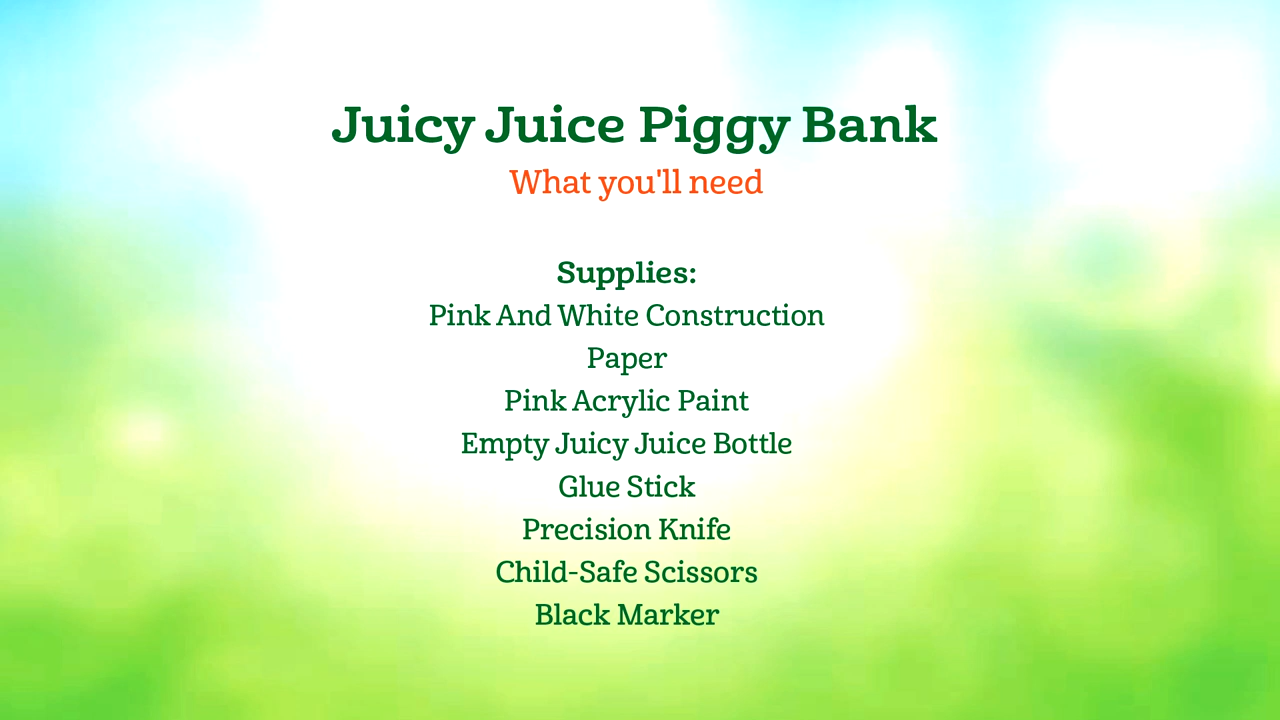 Juicy Juice Piggy Bank
What you'll need
Supplies:
Pink And White Construction
Paper
Pink Acrylic Paint
Empty Juicy Juice Bottle
Glue Stick
Precision Knife
Child-Safe Scissors
Black Marker